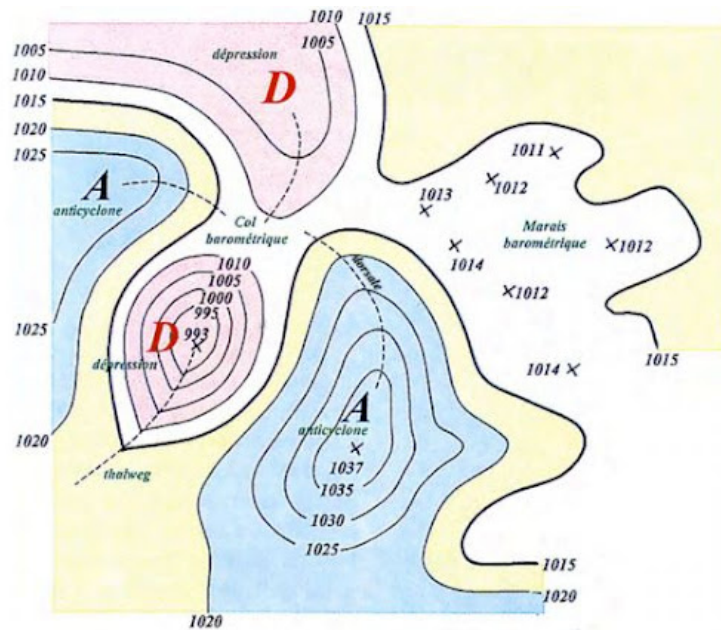 1010
1015
1005
1005
dépression
1010
D
1015
1020
1011
1025
1012
1013
A
anticyclone
Col
barométrique
Marais
barométrique
1012
1014
1010
dorsale
1005
1000
1012
995
1025
993
D
dépression
1015
1014
A
anticyclone
1020
1037
thalweg
1035
1030
1025
1015
1020
1020